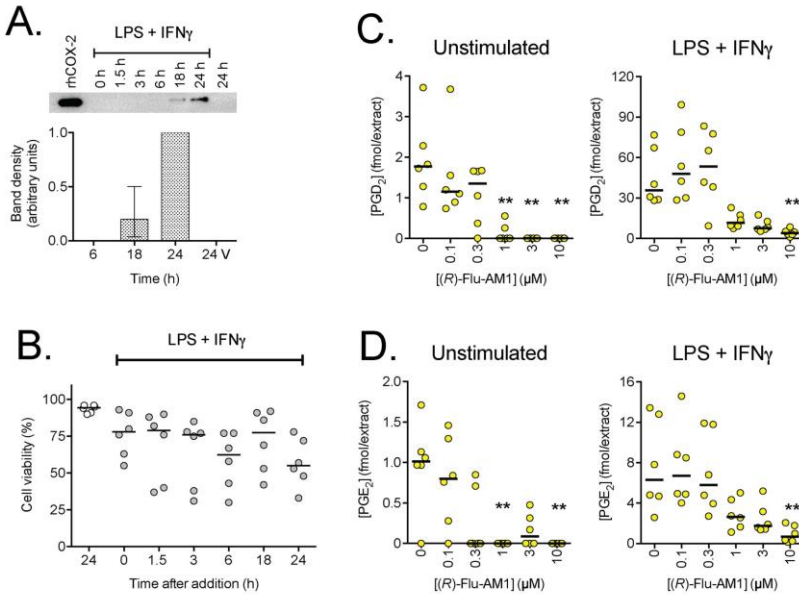 A.
LPS + IFNγ
rhCOX-2
0 h
1.5 h
3 h
6 h
18 h
24 h
24 h
Band density
(arbitrary units)
1.0
0.5
0.0
6 18 24 24 V
Time (h)
B.
LPS + IFNγ
Cell viability (%)
100
75
50
25
0
24 0 1.5 3 6 18 24
Time after addition (h)
C.
Unstimulated
[PGD2] (fmol/extract)
4
3
2
1
0
** ** **
0 0.1 0.3 1 3 10
[(R)-Flu-AM1] (µM)
LPS + IFNγ
[PGD2] (fmol/extract)
120
90
60
30
0
**
0 0.1 0.3 1 3 10
[(R)-Flu-AM1] (µM)
D.
Unstimulated
[PGE2] (fmol/extract)
2.0
1.5
1.0
0.5
0.0
** **
0 0.1 0.3 1 3 10
[(R)-Flu-AM1] (µM)
LPS + IFNγ
[PGE2] (fmol/extract)
16
12
8
4
0
**
0 0.1 0.3 1 3 10
[(R)-Flu-AM1] (µM)